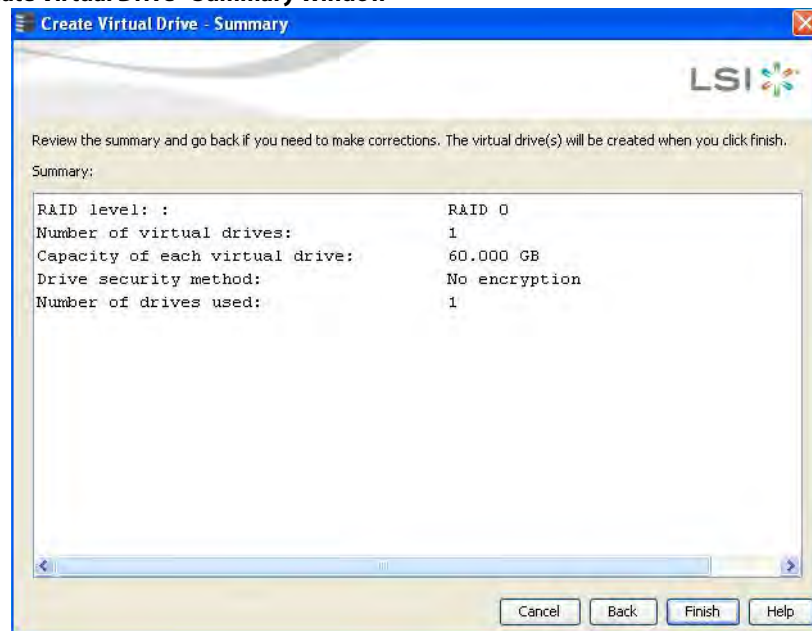 Create Virtual Drive - Summary
LSI
Review the summary and go back if you need to make corrections. The virtual drive(s) will be created when you click finish.
Summary:
RAID level: : RAID 0
Number of virtual drives: 1
Capacity of each virtual drive: 60.000 GB
Drive security method: No encryption
Number of drives used: 1
Cancel Back Finish Help